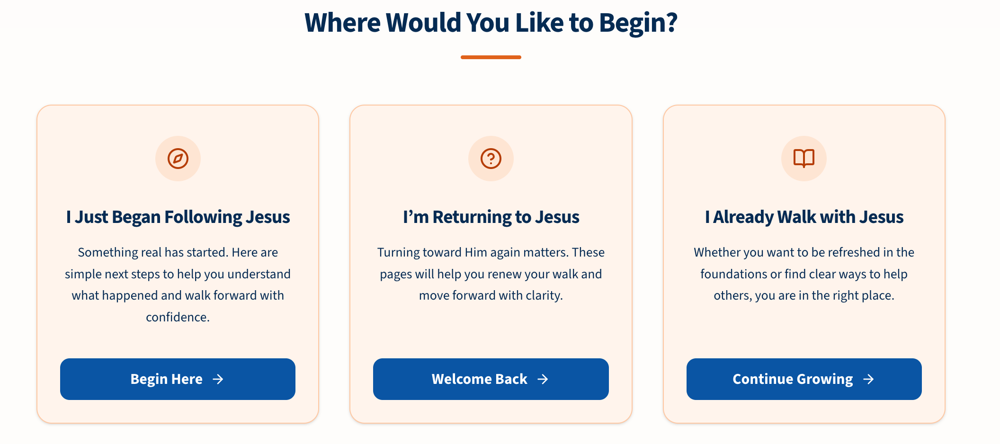 Where Would You Like to Begin?
I Just Began Following Jesus
Something real has started. Here are
simple next steps to help you understand
what happened and walk forward with
confidence.
Begin Here →
I’m Returning to Jesus
Turning toward Him again matters. These
pages will help you renew your walk and
move forward with clarity.
Welcome Back →
I Already Walk with Jesus
Whether you want to be refreshed in the
foundations or find clear ways to help
others, you are in the right place.
Continue Growing →